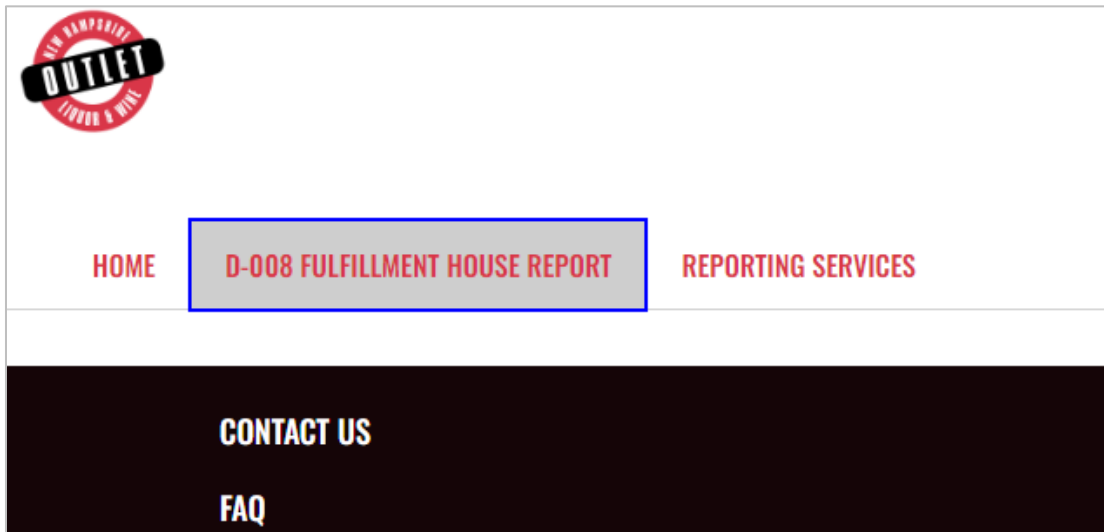 NEW HAMPSHIRE
OUTLET
LIQUOR & WINE
HOME D-008 FULFILLMENT HOUSE REPORT REPORTING SERVICES
CONTACT US
FAQ